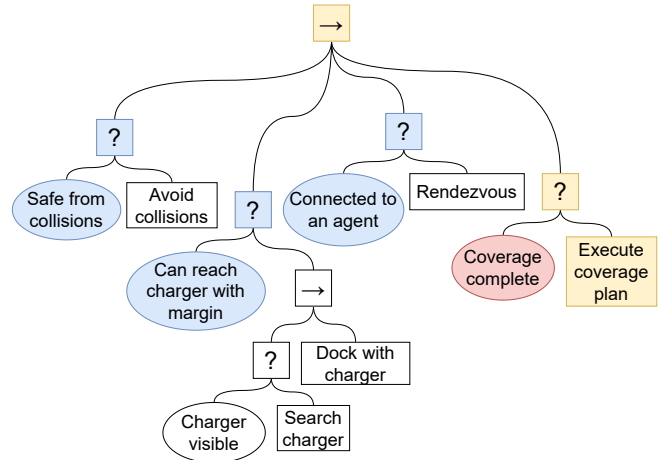 →
?
Safe from
collisions
Avoid
collisions
?
Can reach
charger with
margin
→
?
Charger
visible
Search
charger
Dock with
charger
?
Connected to
an agent
Rendezvous
?
Coverage
complete
Execute
coverage
plan